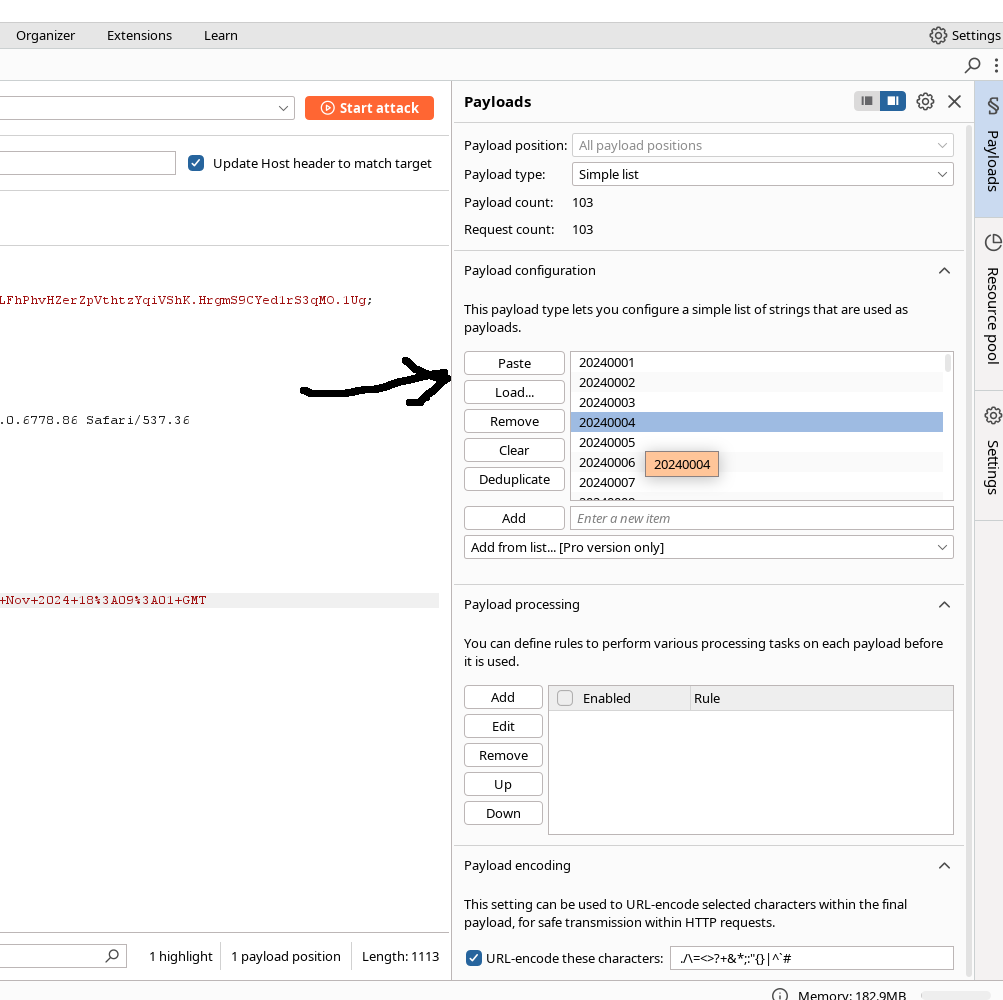 Organizer Extensions Learn Settings
Start attack
Update Host header to match target
LFhPhvHZerZpVthtzYqiVShK.HrgmS9CYed1rS3qMO.1Ug;
.0.6778.86 Safari/537.36
+Nov+2024+18%3A09%3A01+GMT
1 highlight 1 payload position Length: 1113
Payloads
Payload position: All payload positions
Payload type: Simple list
Payload count: 103
Request count: 103
Payload configuration
This payload type lets you configure a simple list of strings that are used as
payloads.
Paste
Load...
Remove
Clear
Deduplicate
20240001
20240002
20240003
20240004
20240005
20240006
20240004
20240007
20240008
Add Enter a new item
Add from list... [Pro version only]
Payload processing
You can define rules to perform various processing tasks on each payload before
it is used.
Add
Edit
Remove
Up
Down
Enabled Rule
Payload encoding
This setting can be used to URL-encode selected characters within the final
payload, for safe transmission within HTTP requests.
URL-encode these characters: ./\=<>?+&*;:"{}|^`#
§ Payloads
Resource pool
Settings
Memory: 182.9MB